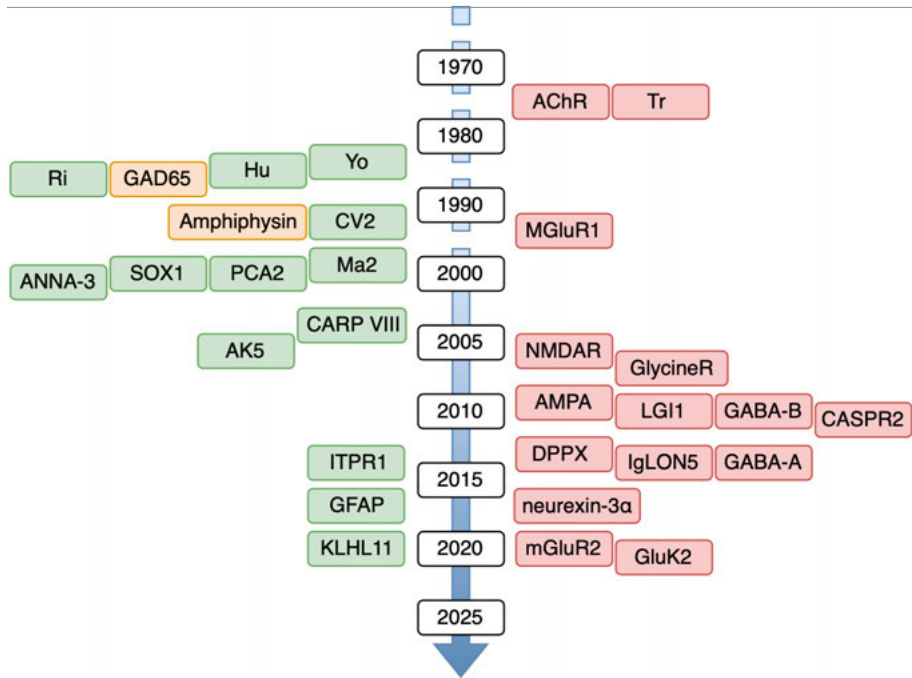 1970
AChR
Tr
1980
Ri
GAD65
Hu
Yo
1990
Amphiphysin
CV2
MGluR1
ANNA-3
SOX1
PCA2
Ma2
2000
CARP VIII
AK5
2005
NMDAR
GlycineR
2010
AMPA
LGI1
GABA-B
CASPR2
ITPR1
2015
DPPX
IgLON5
GABA-A
GFAP
neurexin-3α
KLHL11
2020
mGluR2
GluK2
2025